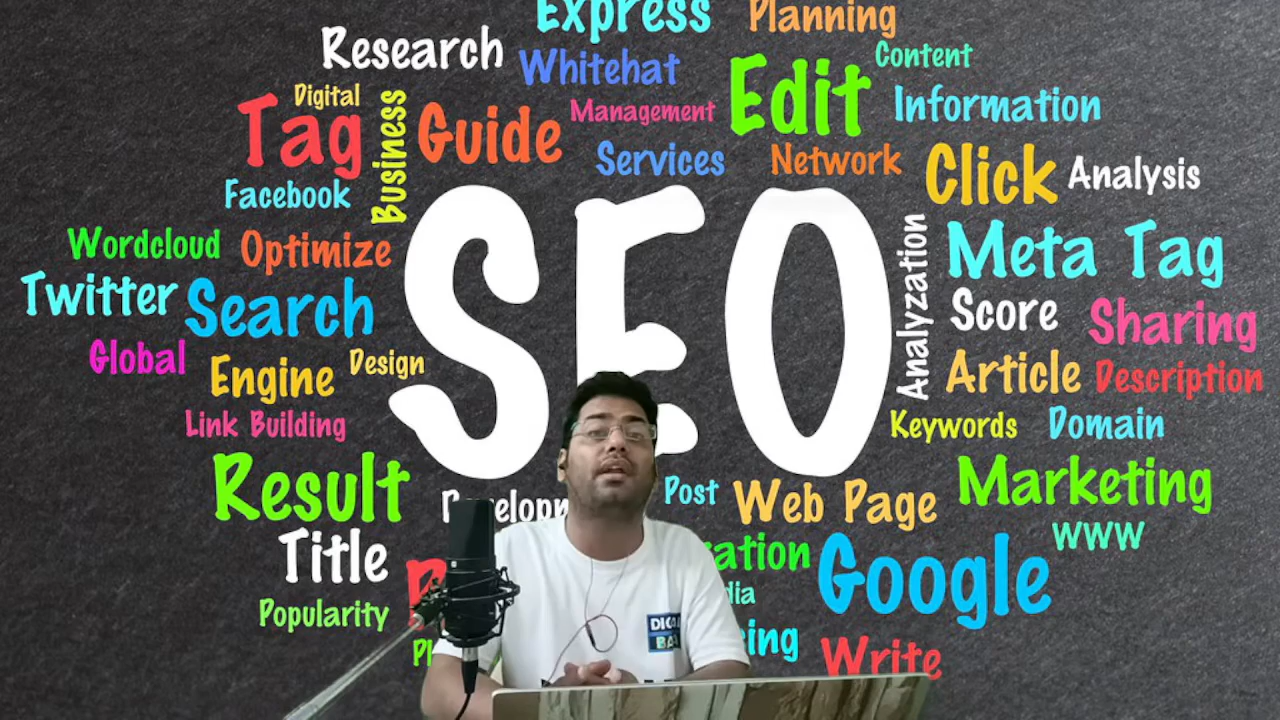 Express
Planning
Research
Whitehat
Content
Digital
Tag
Business
Guide
Management
Edit
Information
Services
Network
Click
Analysis
Facebook
Wordcloud
Optimize
SEO
Analyzation
Meta Tag
Twitter
Search
Score
Sharing
Global
Engine
Design
Article
Description
Link Building
Keywords
Domain
Result
Post
Web Page
Marketing
WWW
Title
Google
Popularity
Write